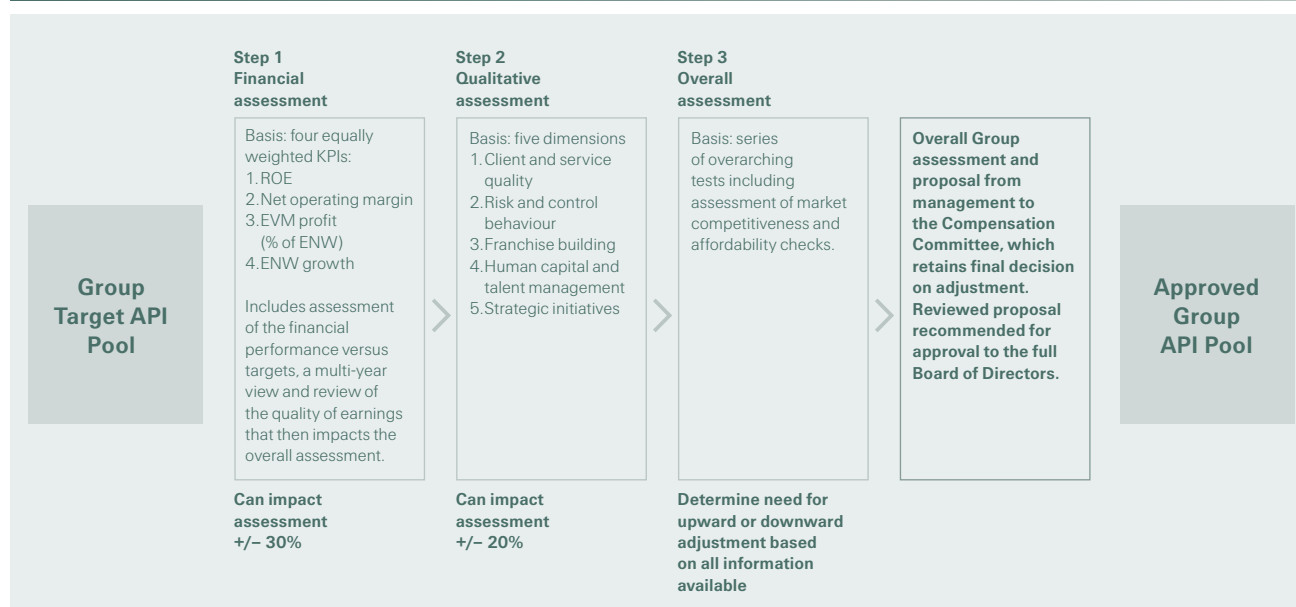 Group
Target API
Pool
Step 1
Financial
assessment
Basis: four equally
weighted KPIs:
1. ROE
2. Net operating margin
3. EVM profit
(% of ENW)
4. ENW growth
Includes assessment
of the financial
performance versus
targets, a multi-year
view and review of
the quality of earnings
that then impacts the
overall assessment.
Can impact
assessment
+/– 30%
Step 2
Qualitative
assessment
Basis: five dimensions
1. Client and service
quality
2. Risk and control
behaviour
3. Franchise building
4. Human capital and
talent management
5. Strategic initiatives
Can impact
assessment
+/– 20%
Step 3
Overall
assessment
Basis: series
of overarching
tests including
assessment of market
competitiveness and
affordability checks.
Determine need for
upward or downward
adjustment based
on all information
available
Overall Group
assessment and
proposal from
management to
the Compensation
Committee, which
retains final decision
on adjustment.
Reviewed proposal
recommended for
approval to the full
Board of Directors.
Approved
Group
API Pool